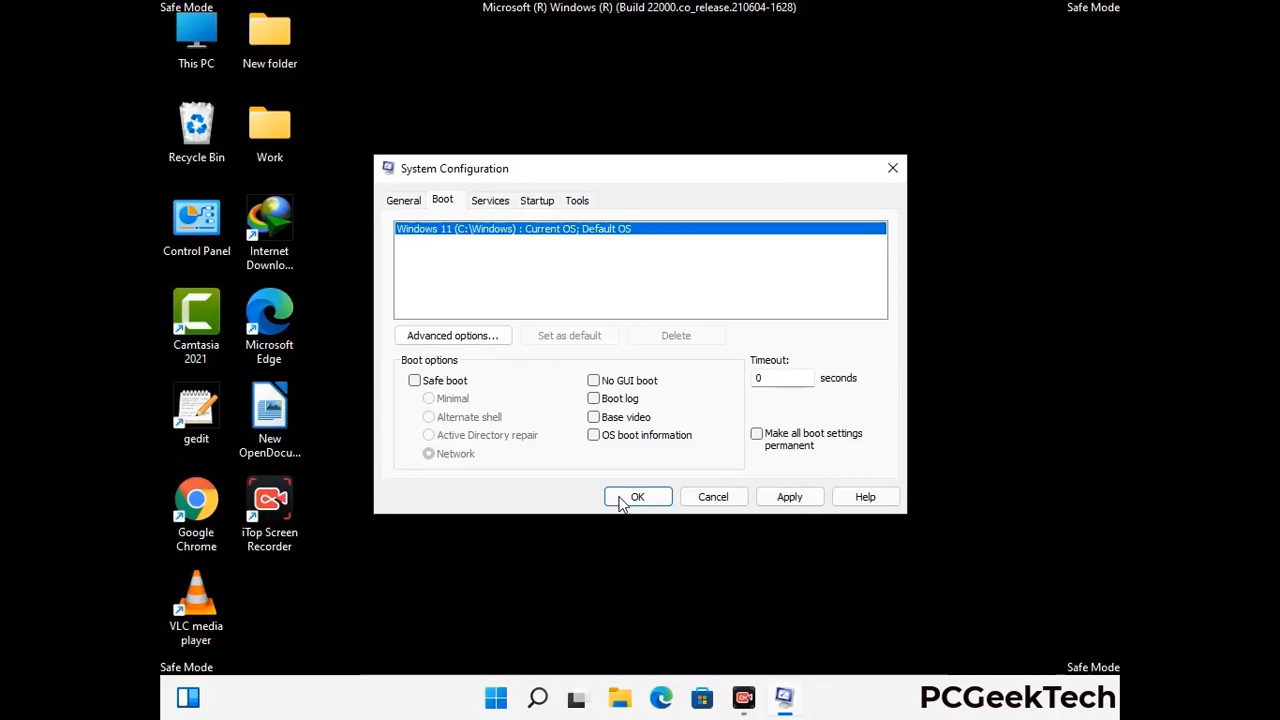 Safe Mode
Microsoft (R) Windows (R) (Build 22000.co_release.210604-1628)
Safe Mode
This PC
New folder
Recycle Bin
Work
Control Panel
Internet
Downlo...
Camtasia
2021
Microsoft
Edge
gedit
New
OpenDocu...
Google
Chrome
iTop Screen
Recorder
VLC media
player
System Configuration
General
Boot
Services
Startup
Tools
Windows 11 (C:\Windows) : Current OS; Default OS
Advanced options...
Set as default
Delete
Boot options
Safe boot
Minimal
Alternate shell
Active Directory repair
Network
No GUI boot
Boot log
Base video
OS boot information
Timeout:
0 seconds
Make all boot settings
permanent
OK
Cancel
Apply
Help
Safe Mode
Safe Mode
PCGeekTech